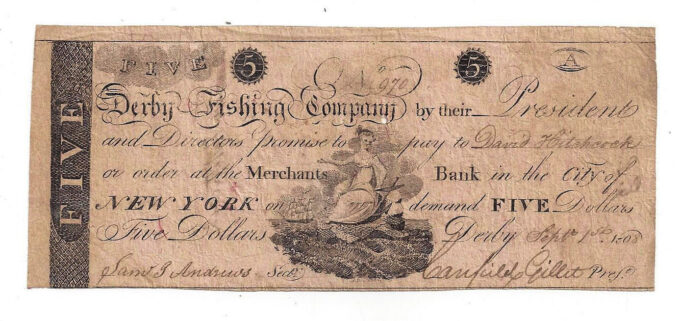 FIVE 5 5 A
FIVE
Derby Fishing Company by their President
and Directors Promise to pay to David Hitchcock
or order at the Merchants Bank in the City of
NEW YORK on demand FIVE Dollars
Five Dollars Derby Sept 1st 1808
Saml J Andrews Secy. Canfield Gillet Prest.